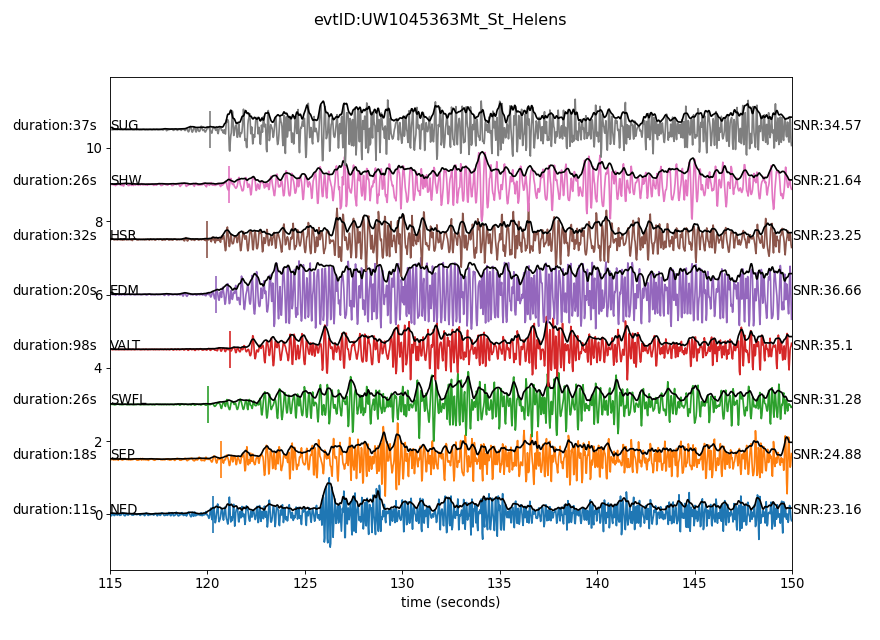 evtID:UW1045363Mt_St_Helens
duration:37s SUG SNR:34.57
10
duration:26s SHW SNR:21.64
8
duration:32s HSR SNR:23.25
duration:20s EDM SNR:36.66
6
duration:98s VALT SNR:35.1
4
duration:26s SWFL SNR:31.28
2
duration:18s SEP SNR:24.88
duration:11s NED SNR:23.16
0
115 120 125 130 135 140 145 150
time (seconds)